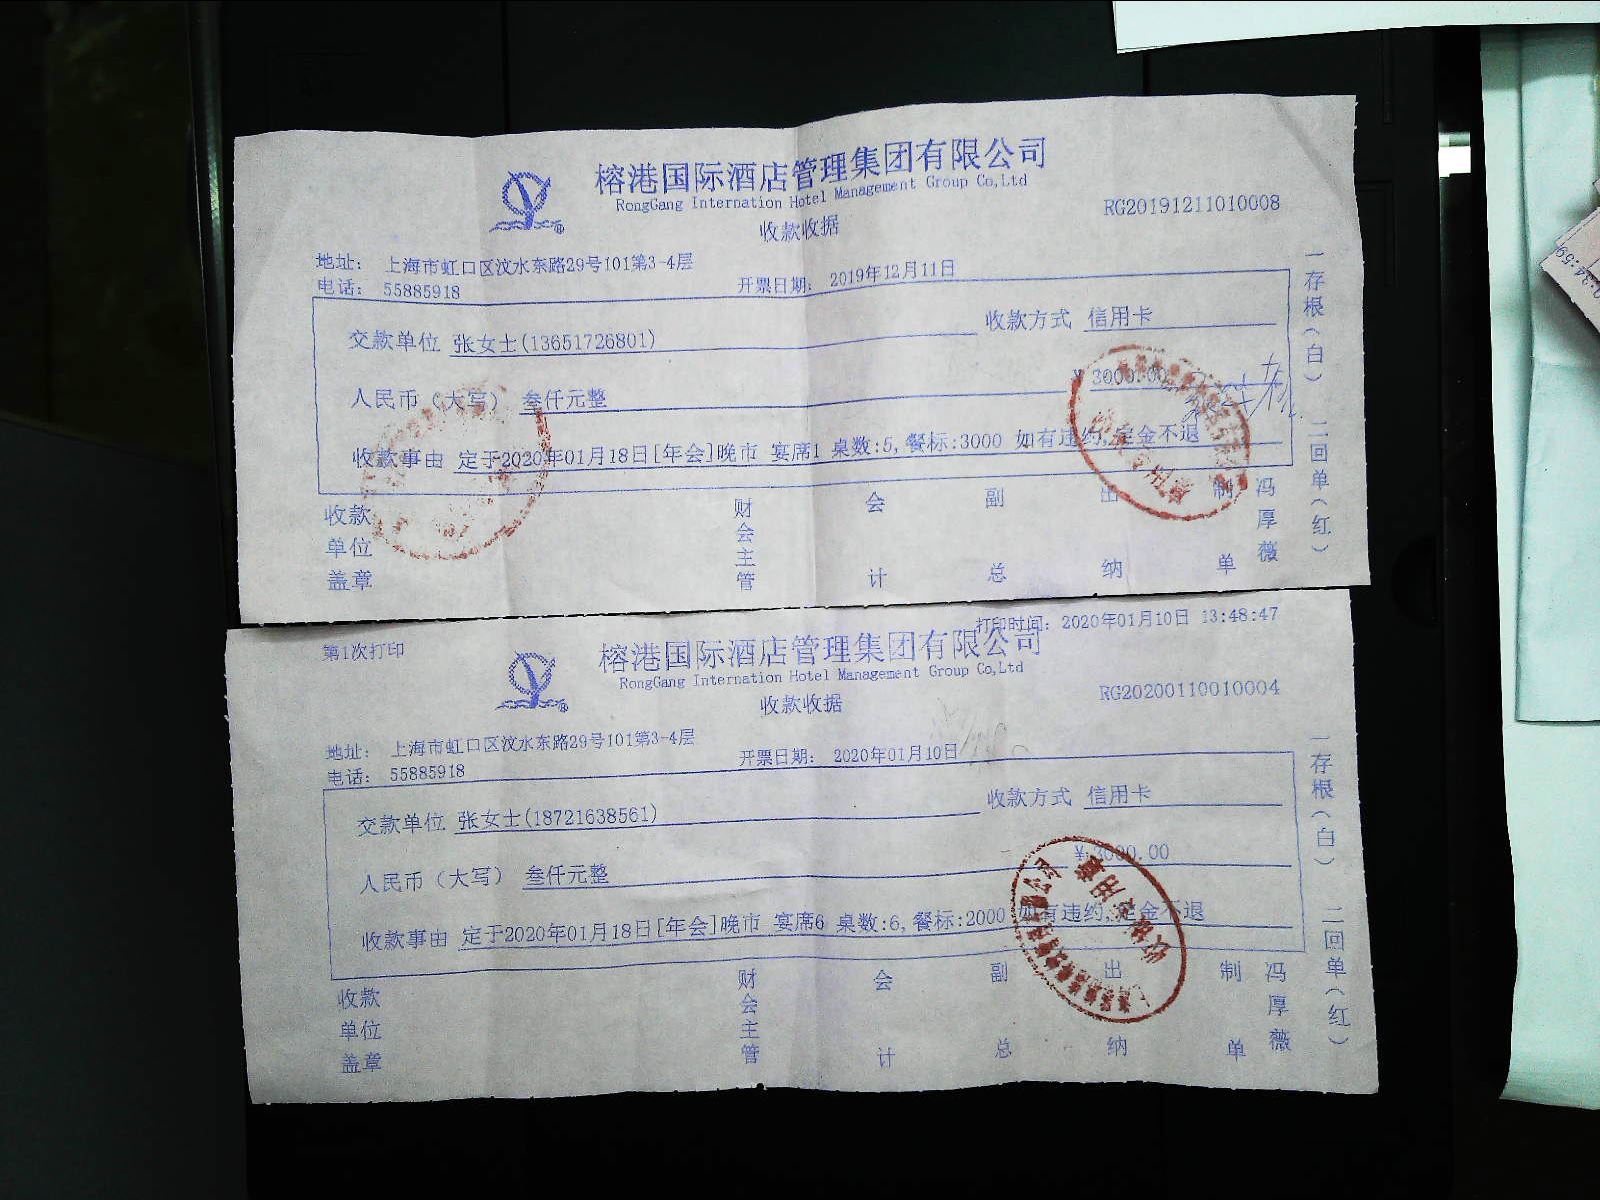 榕港国际酒店管理集团有限公司
RongGang Internation Hotel Management Group Co,Ltd
收款收据
RG20191211010008
地址： 上海市虹口区汶水东路29号101第3-4层
电话： 55885918
开票日期： 2019年12月11日
交款单位 张女士(13651726801)
收款方式 信用卡
人民币（大写） 叁仟元整
¥ 3000.00
收款事由 定于2020年01月18日[年会]晚市 宴席1 桌数:5,餐标:3000 如有违约,定金不退
收款单位盖章
财会主管
会计
副总
出纳
制单
冯厚薇
一存根（白）
二回单（红）
第1次打印
打印时间： 2020年01月10日 13:48:47
榕港国际酒店管理集团有限公司
RongGang Internation Hotel Management Group Co,Ltd
收款收据
RG20200110010004
地址： 上海市虹口区汶水东路29号101第3-4层
电话： 55885918
开票日期： 2020年01月10日
交款单位 张女士(18721638561)
收款方式 信用卡
人民币（大写） 叁仟元整
¥ 3000.00
收款事由 定于2020年01月18日[年会]晚市 宴席6 桌数:6,餐标:2000 如有违约,定金不退
收款单位盖章
财会主管
会计
副总
出纳
制单
冯厚薇
一存根（白）
二回单（红）